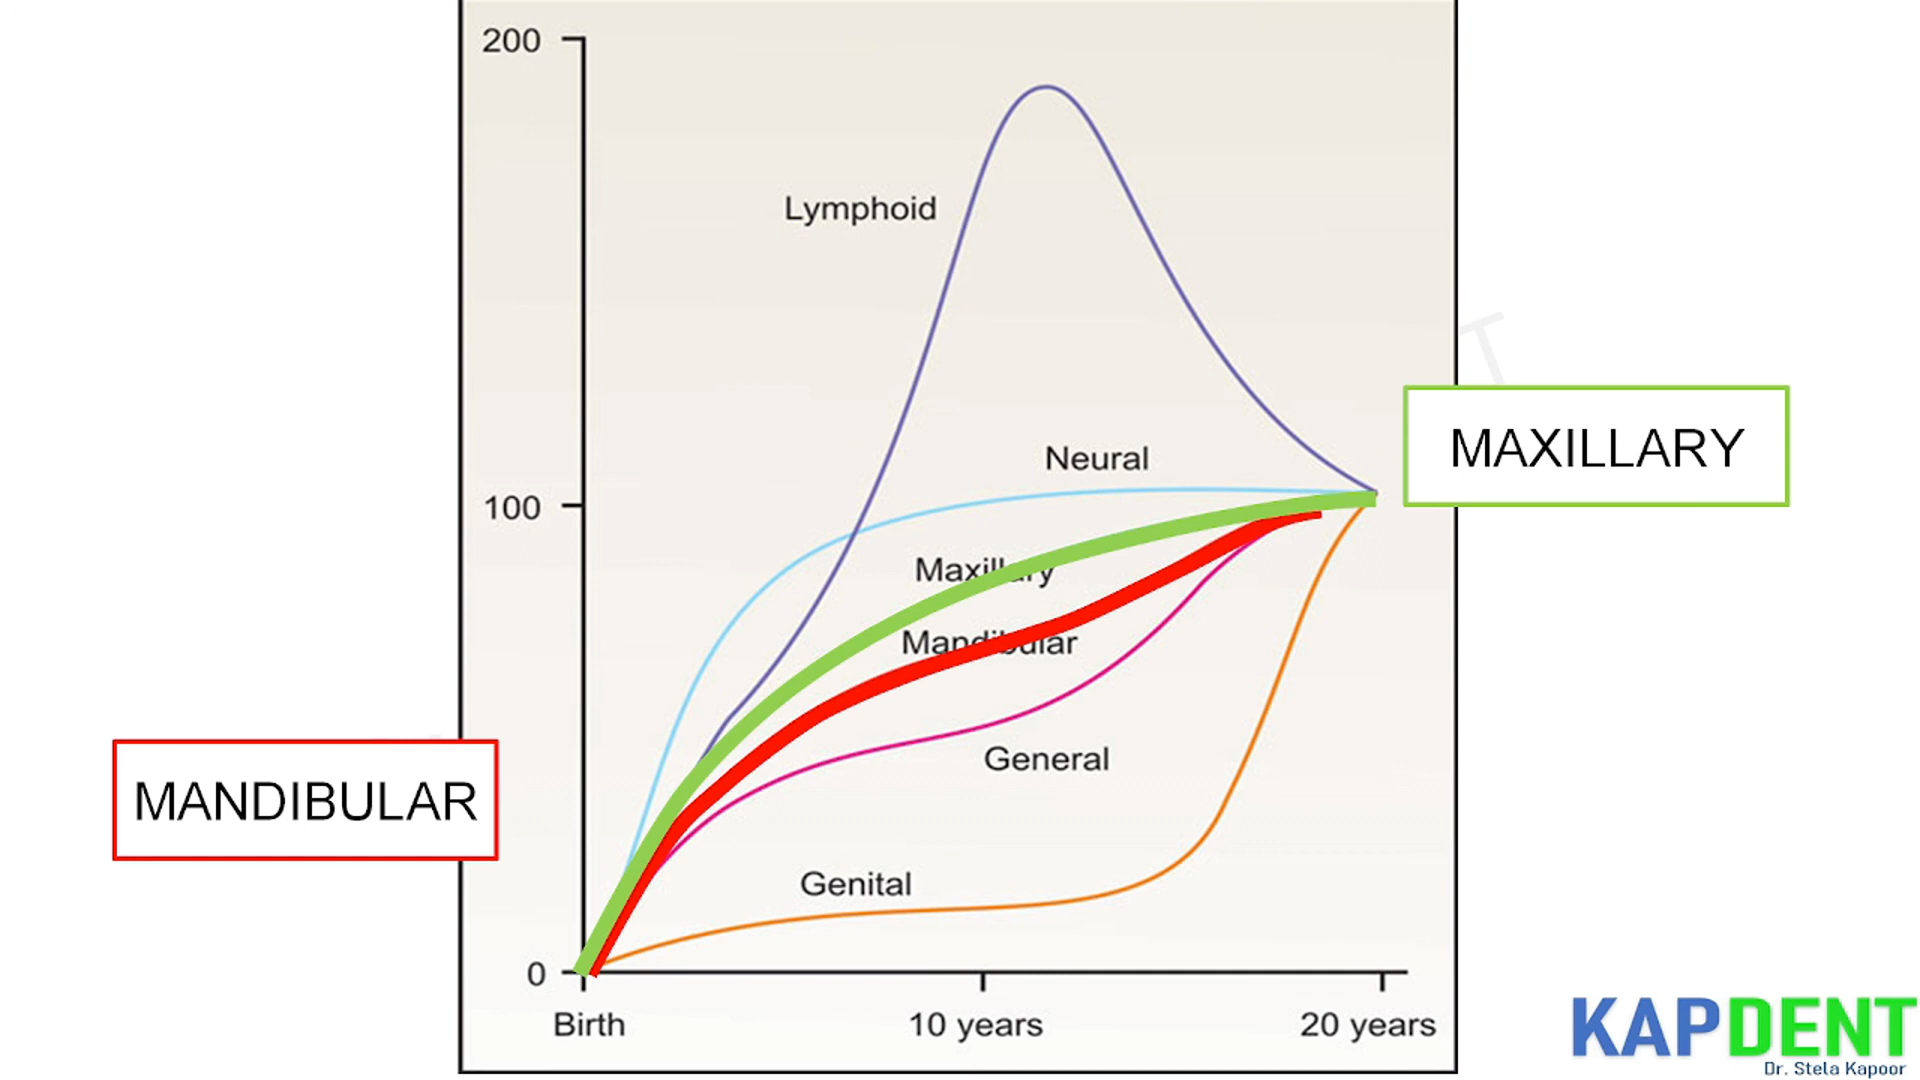 200
Lymphoid
Neural
MAXILLARY
100
Maxillary
Mandibular
General
MANDIBULAR
Genital
0
Birth 10 years 20 years
KAPDENT
Dr. Stela Kapoor